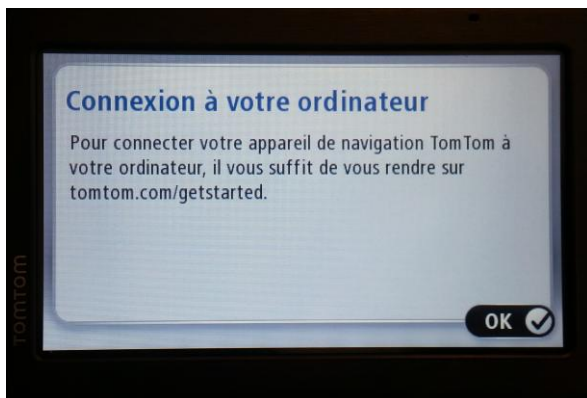 Connexion à votre ordinateur
Pour connecter votre appareil de navigation TomTom à
votre ordinateur, il vous suffit de vous rendre sur
tomtom.com/getstarted.
OK
TOMTOM